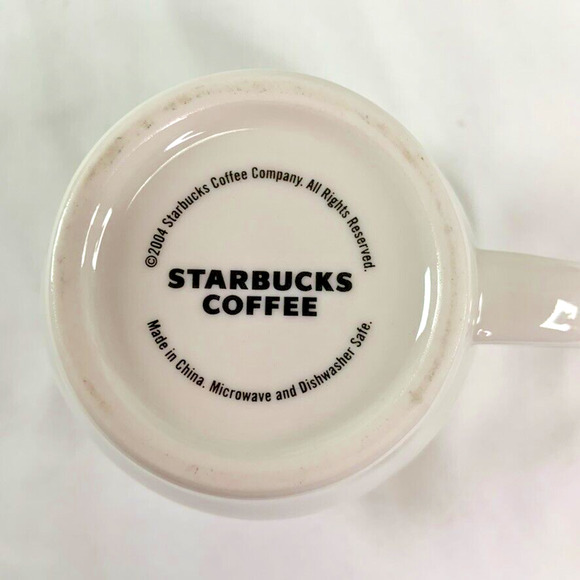 ©2004 Starbucks Coffee Company. All Rights Reserved.
STARBUCKS
COFFEE
Made in China. Microwave and Dishwasher Safe.